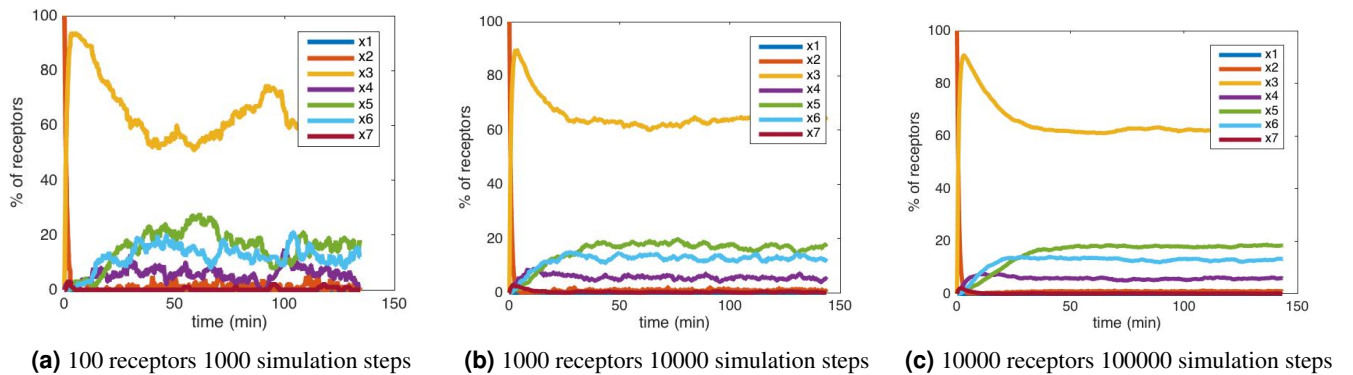 100
80
60
40
20
0
% of receptors
0
50
100
150
time (min)
x1
x2
x3
x4
x5
x6
x7
(a) 100 receptors 1000 simulation steps
100
80
60
40
20
0
% of receptors
0
50
100
150
time (min)
x1
x2
x3
x4
x5
x6
x7
(b) 1000 receptors 10000 simulation steps
100
80
60
40
20
0
% of receptors
50
100
150
time (min)
x1
x2
x3
x4
x5
x6
x7
(c) 10000 receptors 100000 simulation steps